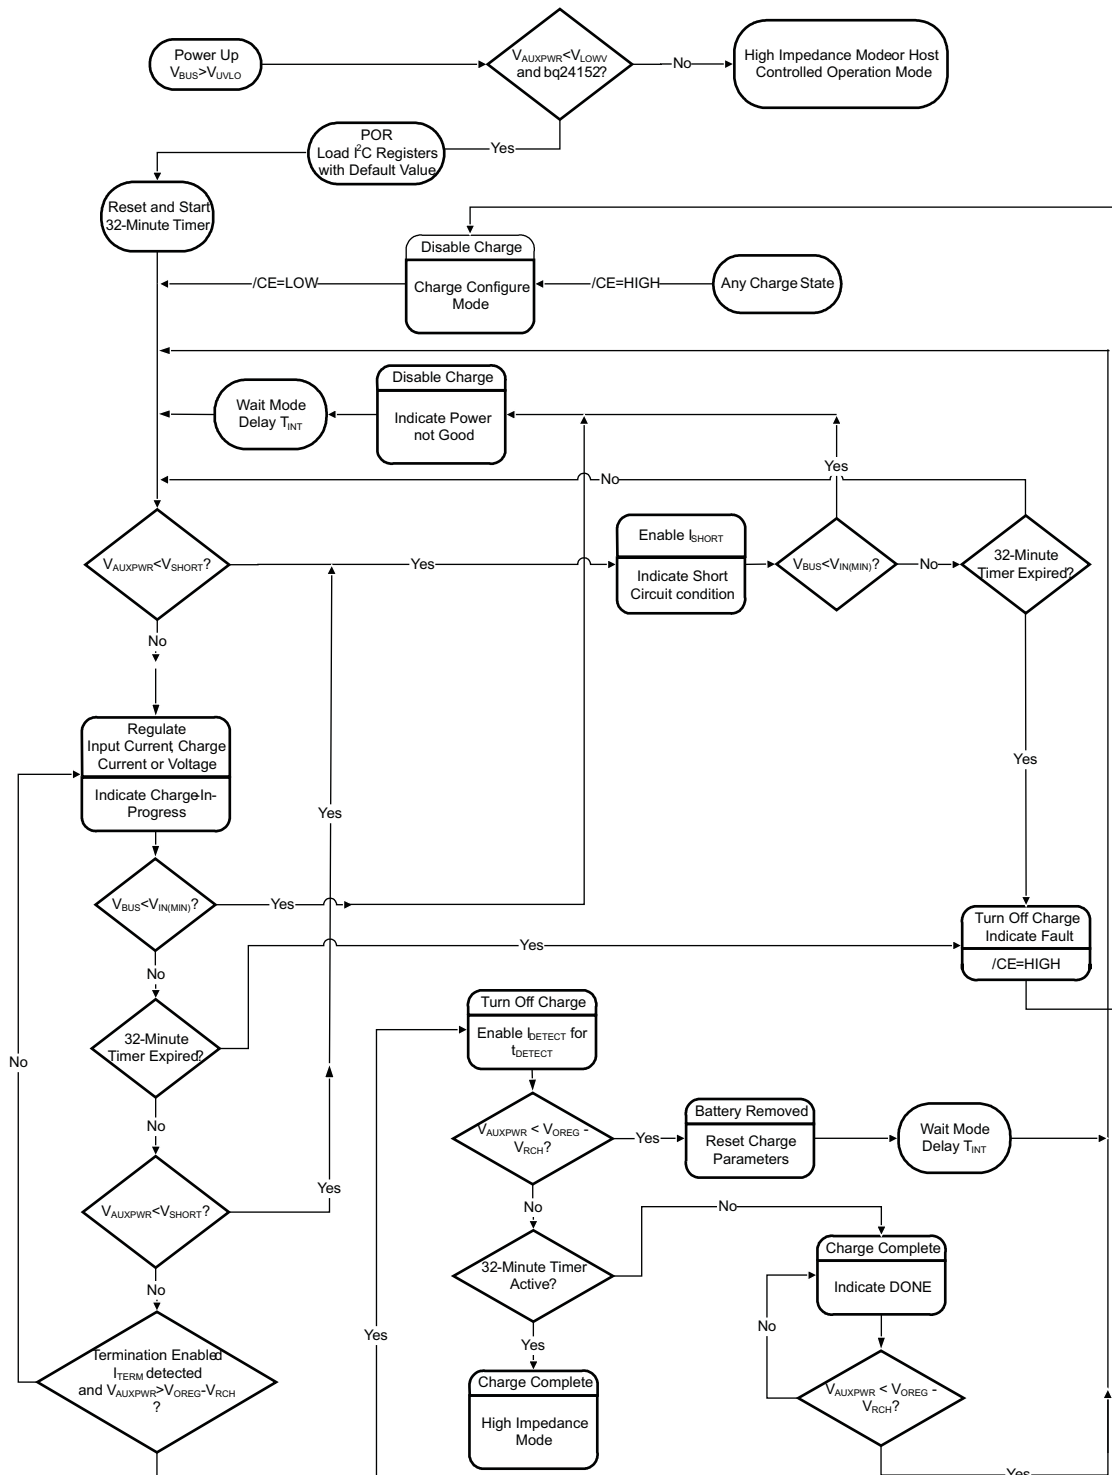 Power Up
VBUS>VUVLO
VAUXPWR<VLOWV
and bq24152?
No
High Impedance Modeor Host
Controlled Operation Mode
Yes
POR
Load I2C Registers
with Default Value
Reset and Start
32-Minute Timer
Disable Charge
Charge Configure
Mode
/CE=LOW
/CE=HIGH
Any Charge State
Disable Charge
Indicate Power
not Good
Wait Mode
Delay TINT
Yes
No
VAUXPWR<VSHORT?
Yes
Enable ISHORT
Indicate Short
Circuit condition
VBUS<VIN(MIN)?
No
32-Minute
Timer Expired?
No
Regulate
Input Current, Charge
Current or Voltage
Indicate Charge-In-
Progress
Yes
Yes
VBUS<VIN(MIN)?
Yes
Turn Off Charge
Indicate Fault
/CE=HIGH
Yes
No
Turn Off Charge
Enable IDETECT for
tDETECT
32-Minute
Timer Expired?
No
No
VAUXPWR < VOREG -
VRCH?
Yes
Battery Removed
Reset Charge
Parameters
Wait Mode
Delay TINT
Yes
VAUXPWR<VSHORT?
No
No
Charge Complete
Indicate DONE
32-Minute Timer
Active?
No
No
Yes
Yes
Termination Enabled
ITERM detected
and VAUXPWR>VOREG-VRCH
?
Charge Complete
High Impedance
Mode
VAUXPWR < VOREG -
VRCH?
Yes